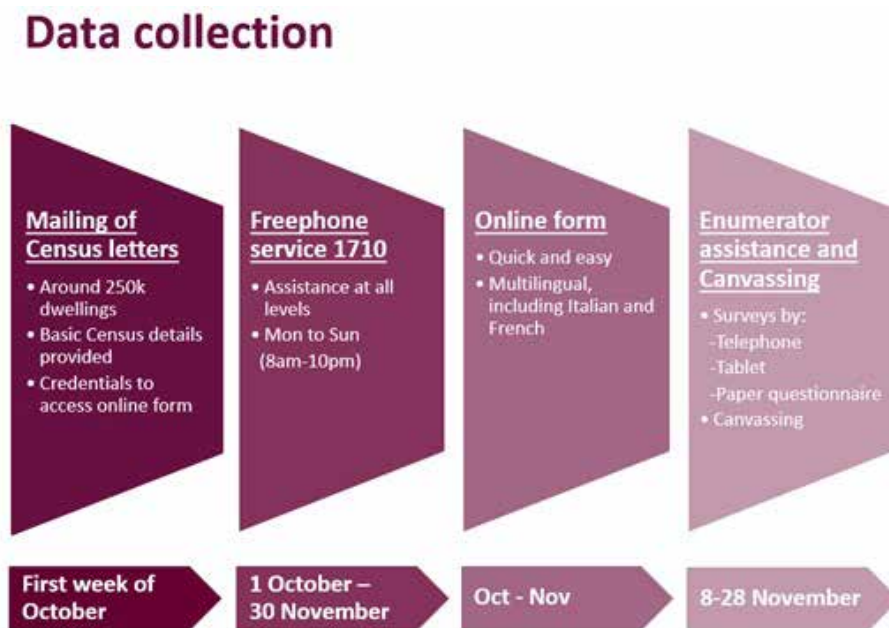 Data collection
Mailing of
Census letters
• Around 250k
dwellings
• Basic Census details
provided
• Credentials to
access online form
Freephone
service 1710
• Assistance at all
levels
• Mon to Sun
(8am-10pm)
Online form
• Quick and easy
• Multilingual,
including Italian and
French
Enumerator
assistance and
Canvassing
• Surveys by:
-Telephone
-Tablet
-Paper questionnaire
• Canvassing
First week of
October
1 October –
30 November
Oct - Nov
8-28 November